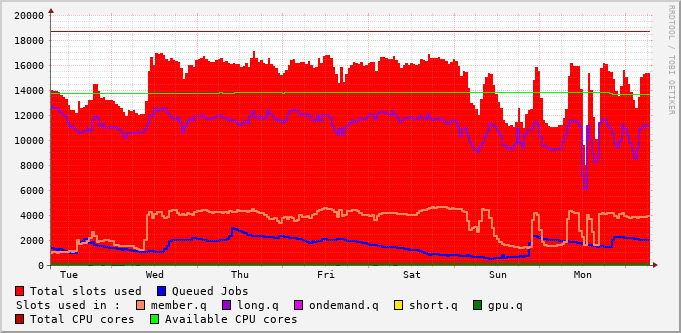 RRDTOOL / TOBI OETIKER
20000
18000
16000
14000
12000
10000
8000
6000
4000
2000
0
Tue Wed Thu Fri Sat Sun Mon
Total slots used Queued Jobs
Slots used in : member.q long.q ondemand.q short.q gpu.q
Total CPU cores Available CPU cores